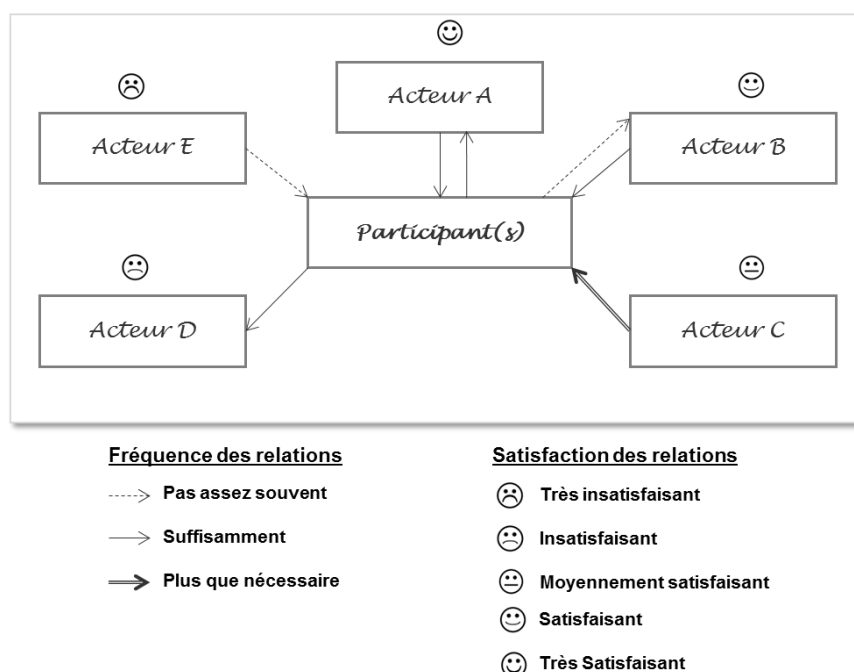 Acteur A
Acteur E
Acteur B
Participant(s)
Acteur D
Acteur C
Fréquence des relations
Pas assez souvent
Suffisamment
Plus que nécessaire
Satisfaction des relations
Très insatisfaisant
Insatisfaisant
Moyennement satisfaisant
Satisfaisant
Très Satisfaisant